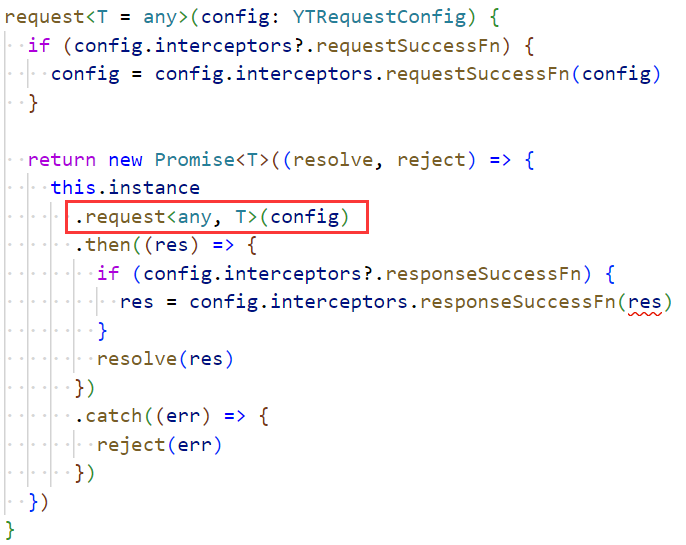 request<T = any>(config: YTRequestConfig) {
if (config.interceptors?.requestSuccessFn) {
config = config.interceptors.requestSuccessFn(config)
}
return new Promise<T>((resolve, reject) => {
this.instance
.request<any, T>(config)
.then((res) => {
if (config.interceptors?.responseSuccessFn) {
res = config.interceptors.responseSuccessFn(res)
}
resolve(res)
})
.catch((err) => {
reject(err)
})
})
}